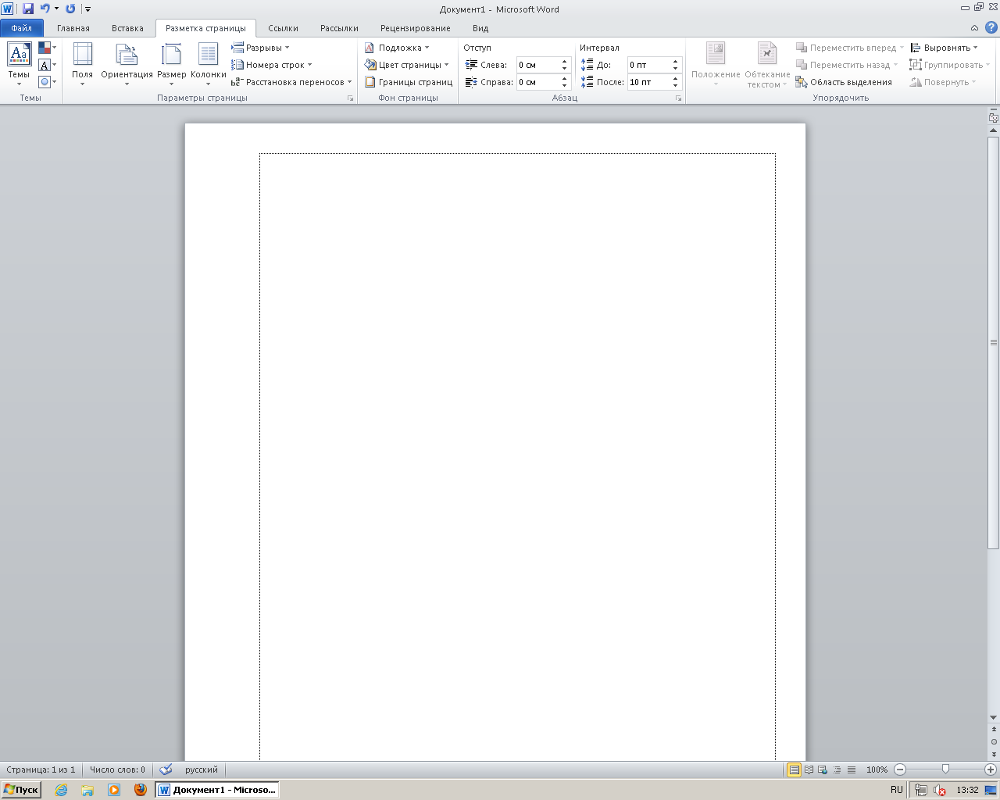 Документ1 - Microsoft Word
Файл Главная Вставка Разметка страницы Ссылки Рассылки Рецензирование Вид
Темы
Темы
Поля
Ориентация
Размер
Колонки
Разрывы
Номера строк
Расстановка переносов
Параметры страницы
Подложка
Цвет страницы
Границы страниц
Фон страницы
Отступ
Слева: 0 см
Справа: 0 см
Интервал
До: 0 пт
После: 10 пт
Абзац
Положение
Обтекание
текстом
Переместить вперед
Переместить назад
Область выделения
Выровнять
Группировать
Повернуть
Упорядочить
Страница: 1 из 1 Число слов: 0 русский 100%
Пуск Документ1 - Microso... RU 13:32